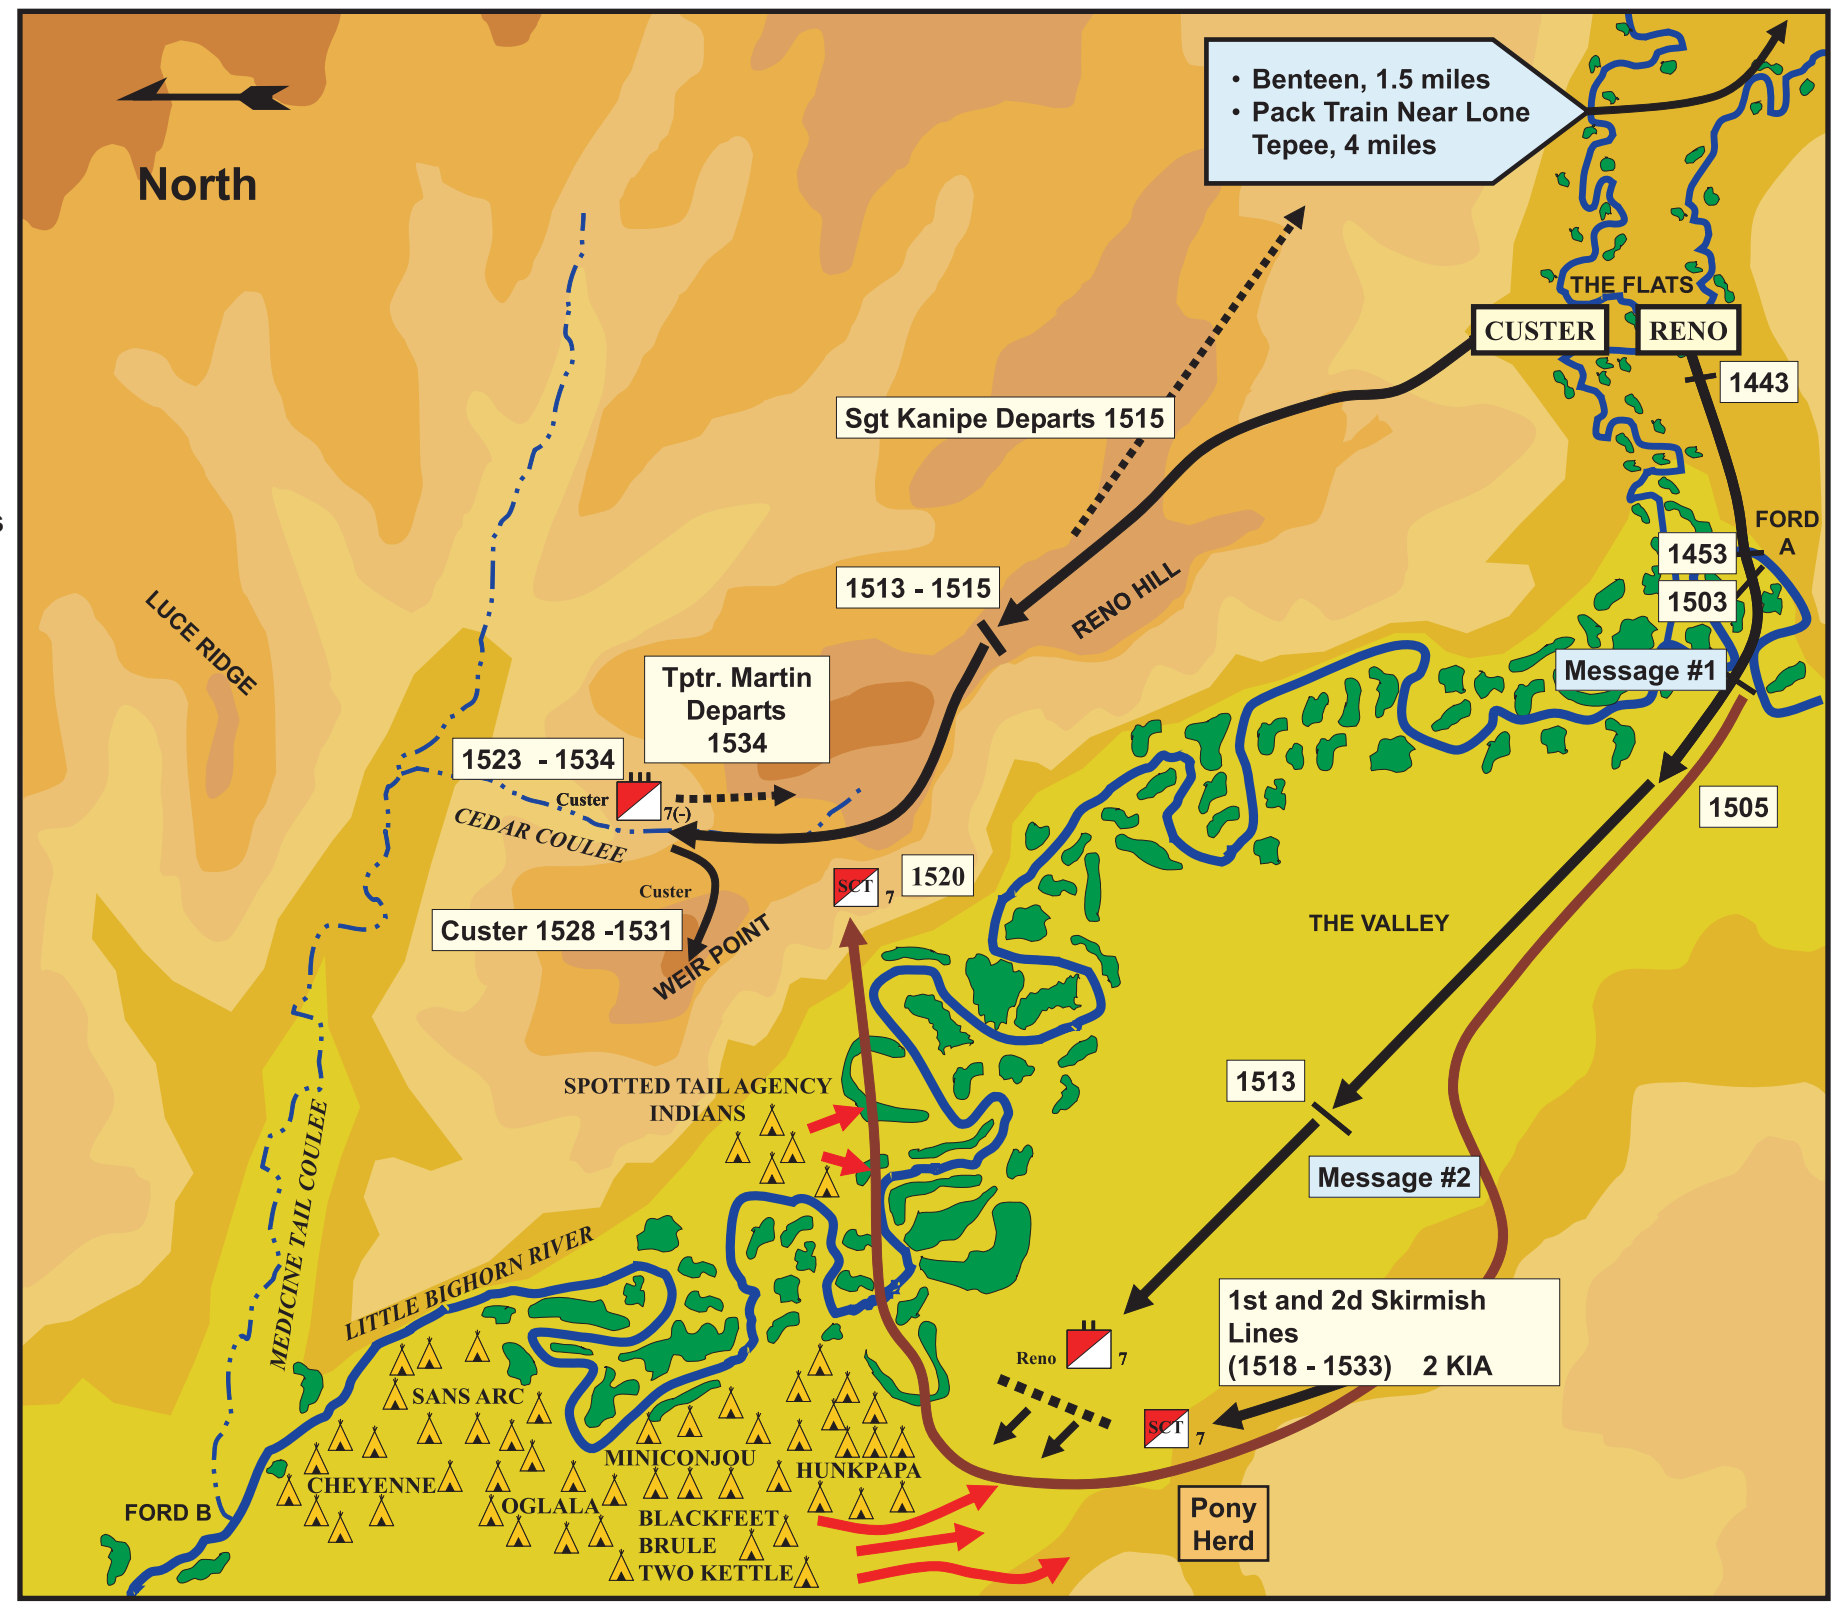 • Benteen, 1.5 miles
• Pack Train Near Lone
Tepee, 4 miles
North
THE FLATS
CUSTER
RENO
1443
Sgt Kanipe Departs 1515
FORD
A
1453
1503
1513 - 1515
RENO HILL
LUCE RIDGE
Message #1
Tptr. Martin
Departs
1534
1523 - 1534
Custer
7(-)
CEDAR COULEE
1505
SCT
7
1520
Custer
Custer 1528 -1531
WEIR POINT
THE VALLEY
SPOTTED TAIL AGENCY
INDIANS
1513
Message #2
MEDICINE TAIL COULEE
LITTLE BIGHORN RIVER
1st and 2d Skirmish
Lines
(1518 - 1533) 2 KIA
Reno
7
SCT
7
SANS ARC
MINICONJOU
HUNKPAPA
CHEYENNE
OGLALA
FORD B
BLACKFEET
BRULE
TWO KETTLE
Pony
Herd